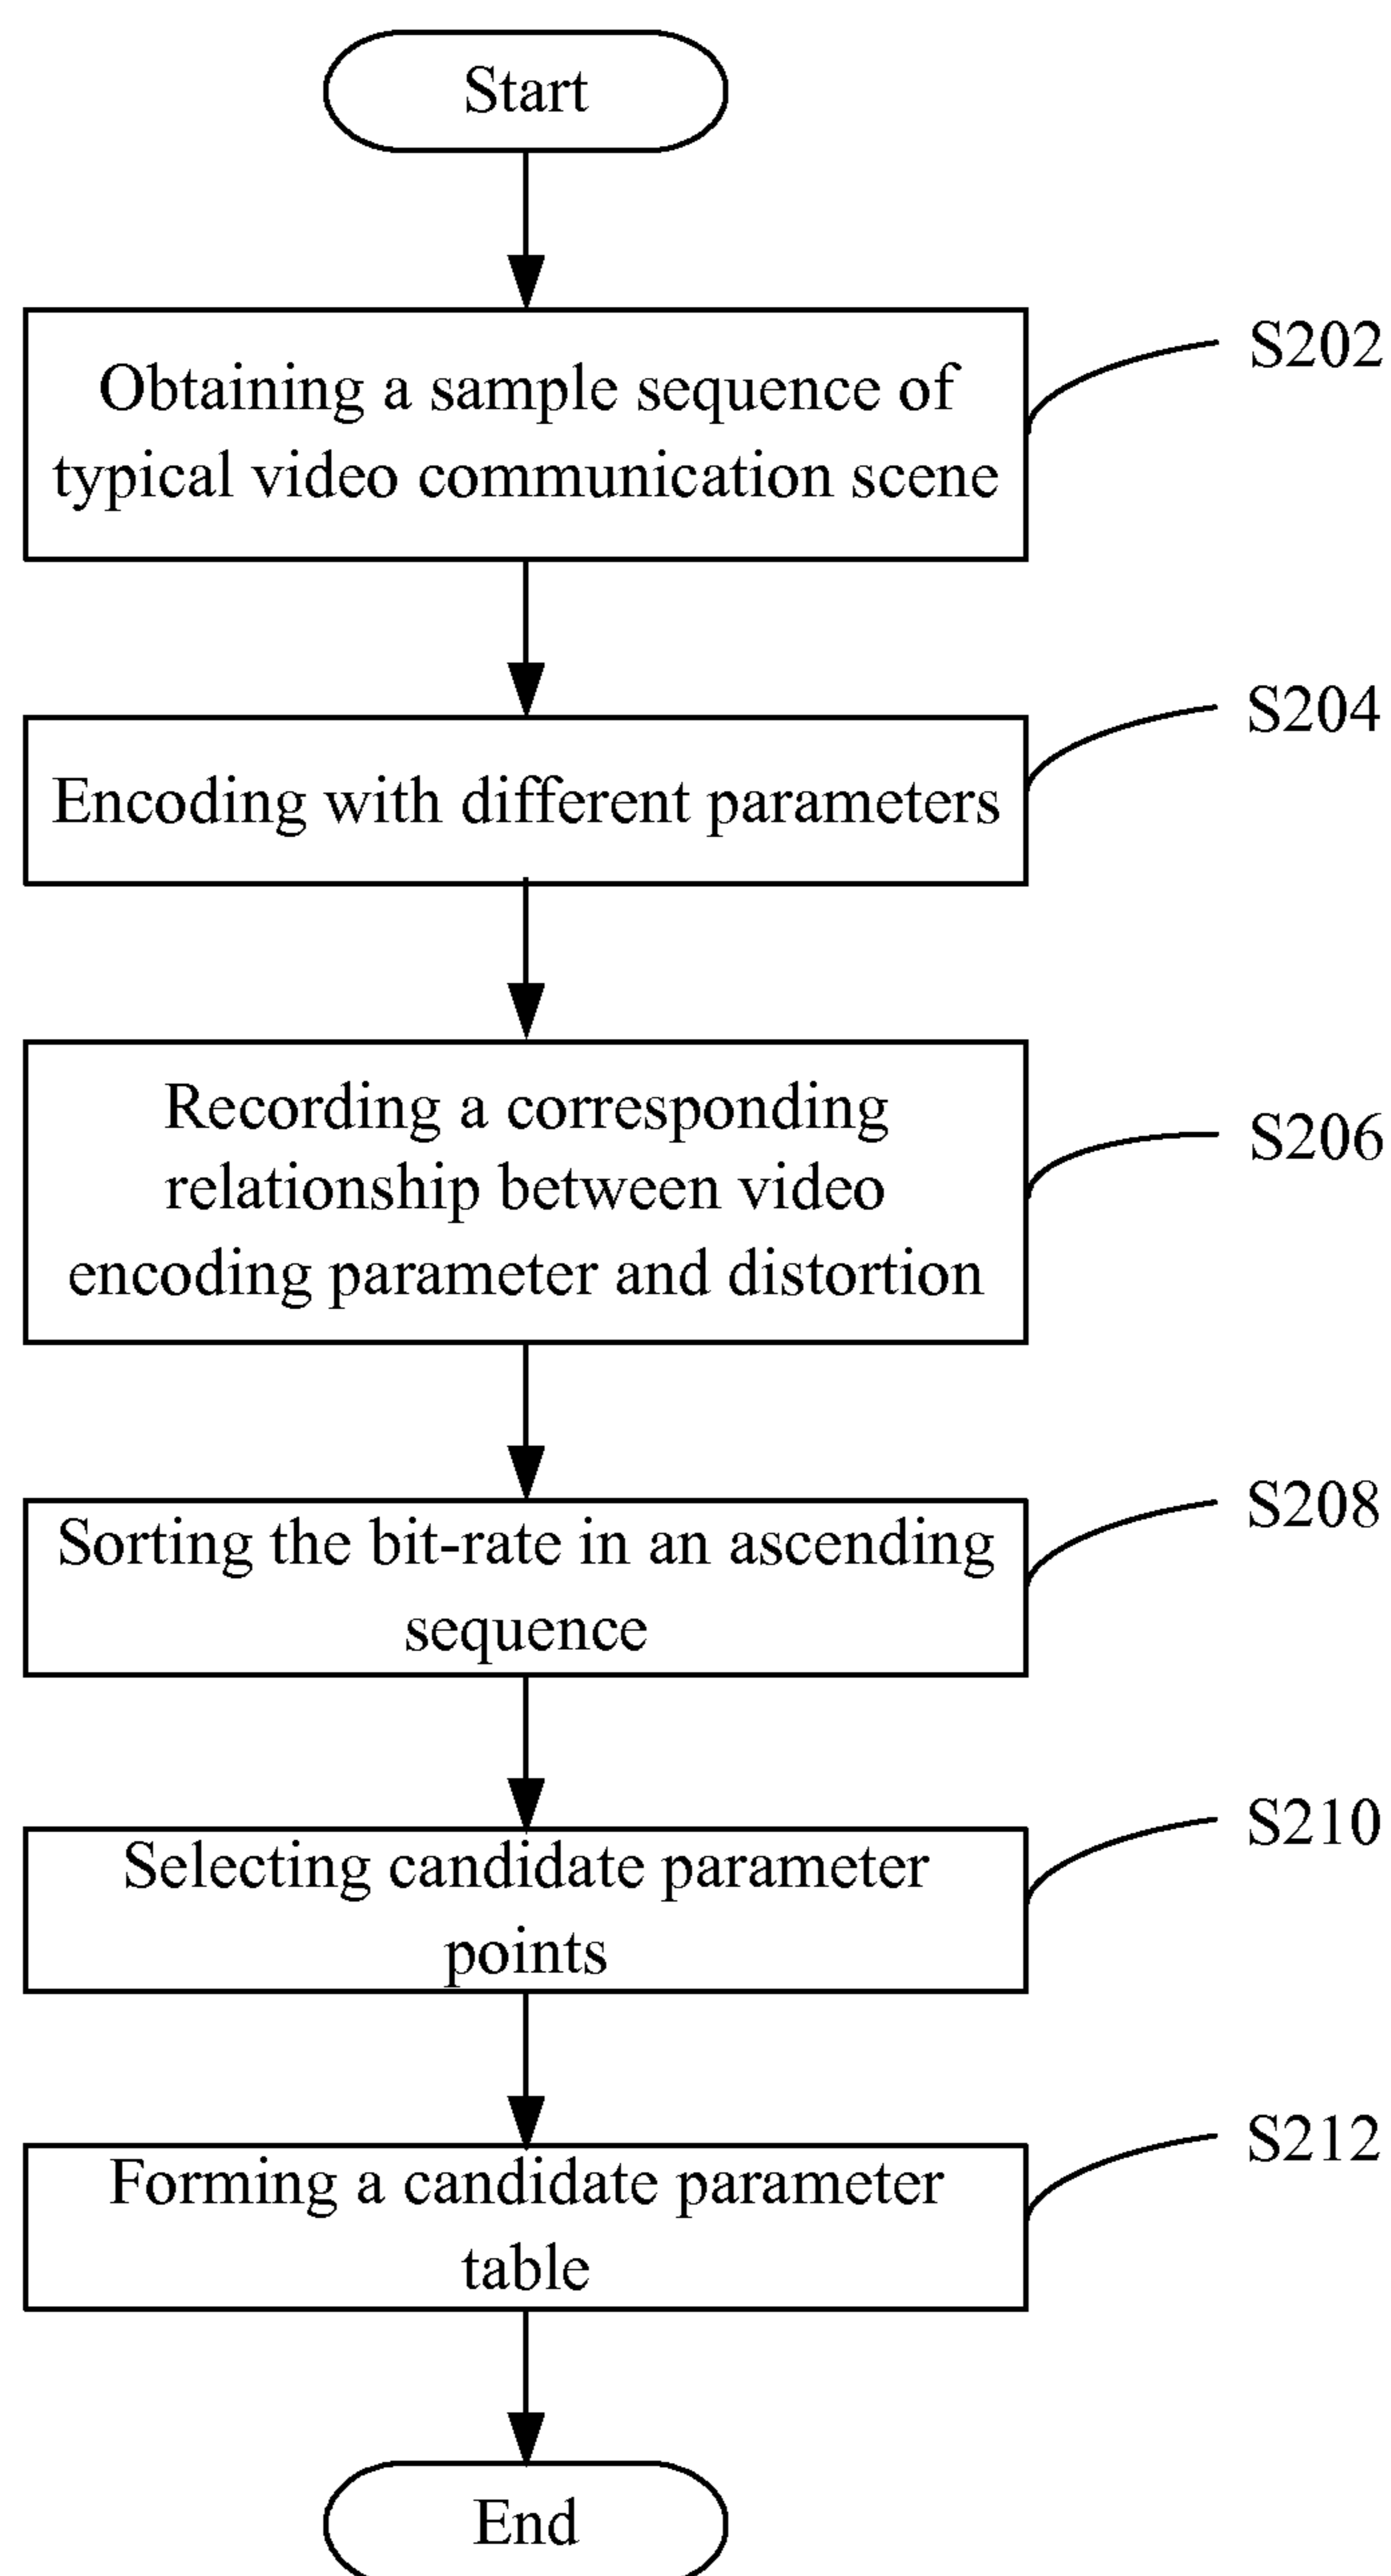 Start
Obtaining a sample sequence of
typical video communication scene
S202
Encoding with different parameters
S204
Recording a corresponding
relationship between video
encoding parameter and distortion
S206
Sorting the bit-rate in an ascending
sequence
S208
Selecting candidate parameter
points
S210
Forming a candidate parameter
table
S212
End